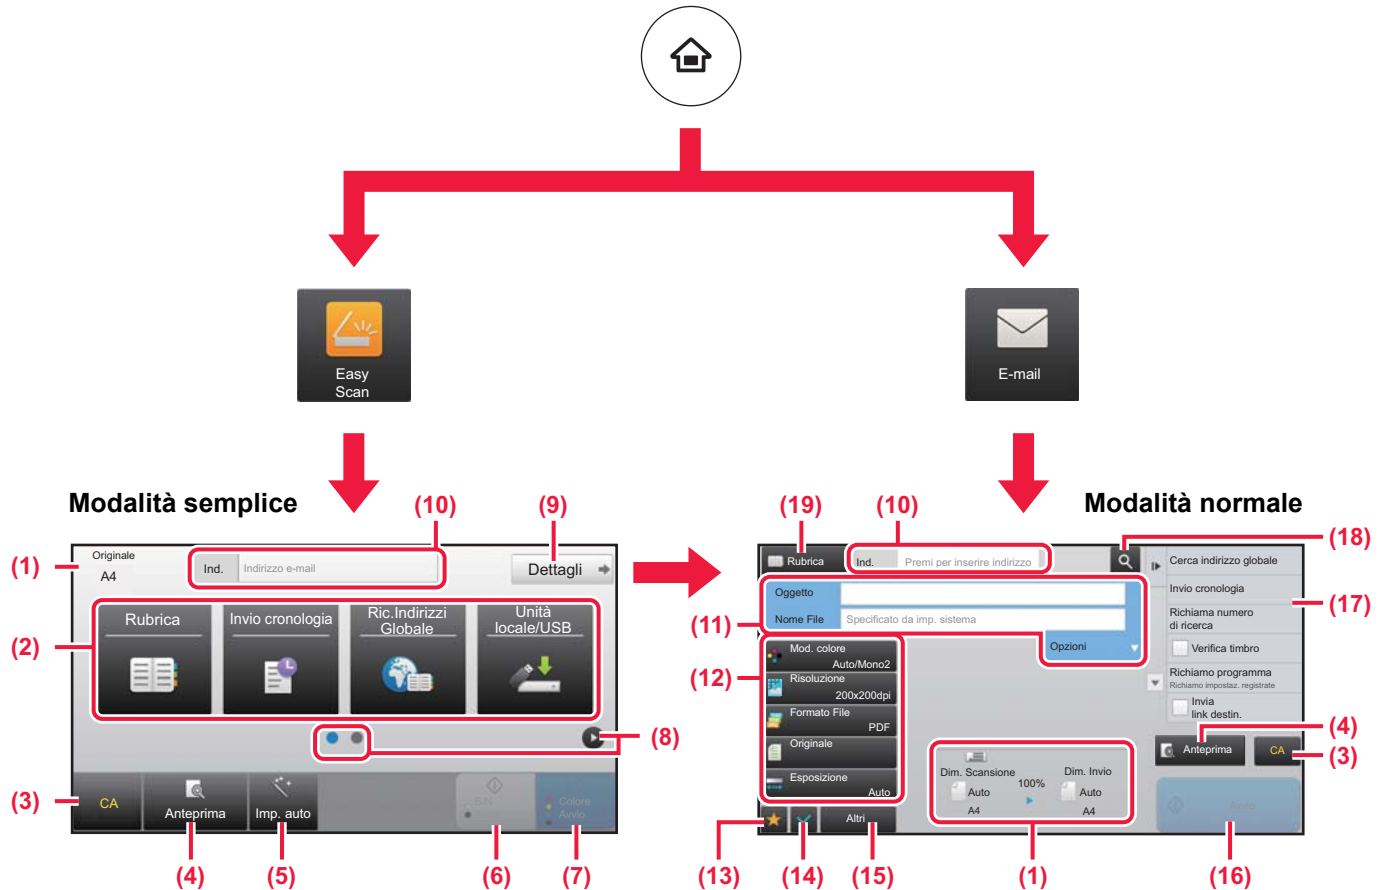 Easy
Scan
E-mail
Modalità semplice
Modalità normale
(10)
(9)
(19)
(10)
(18)
(1)
Originale
A4
Ind.
Indirizzo e-mail
Dettagli
Rubrica
Ind.
Premi per inserire indirizzo
Cerca indirizzo globale
Oggetto
Invio cronologia
(17)
Nome File
Specificato da imp. sistema
Richiama numero
di ricerca
(11)
Opzioni
Verifica timbro
(2)
Rubrica
Invio cronologia
Ric.Indirizzi
Globale
Unità
locale/USB
(12)
Mod. colore
Auto/Mono2
Risoluzione
200x200dpi
Formato File
PDF
Originale
Esposizione
Auto
Richiamo programma
Richiamo impostaz. registrate
Invia
link destin.
(8)
(4)
Anteprima
CA
(3)
Dim. Scansione
Auto
A4
100%
Dim. Invio
Auto
A4
(3)
CA
Anteprima
Imp. auto
B/N
Colore
Avvio
Altri
Avvio
(4)
(5)
(6)
(7)
(13)
(14)
(15)
(1)
(16)